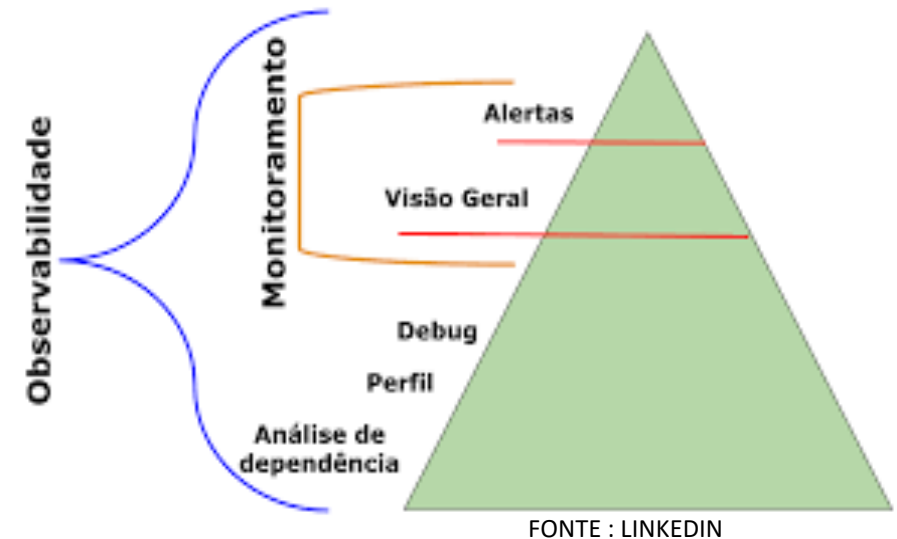 Observabilidade
Monitoramento
Alertas
Visão Geral
Debug
Perfil
Análise de
dependência
FONTE : LINKEDIN